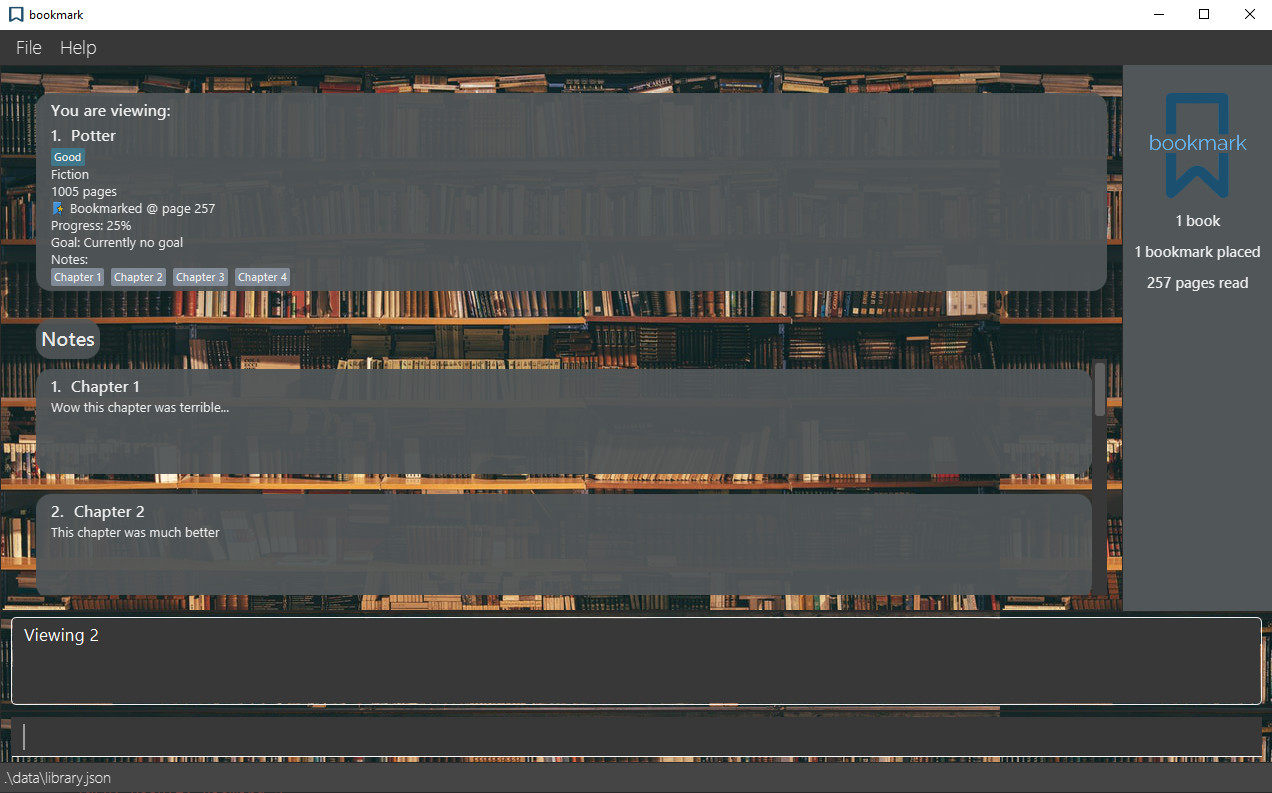 bookmark
File Help
You are viewing:
1. Potter
Good
Fiction
1005 pages
Bookmarked @ page 257
Progress: 25%
Goal: Currently no goal
Notes:
Chapter 1 Chapter 2 Chapter 3 Chapter 4
Notes
1. Chapter 1
Wow this chapter was terrible...
2. Chapter 2
This chapter was much better
bookmark
1 book
1 bookmark placed
257 pages read
Viewing 2
.\data\library.json